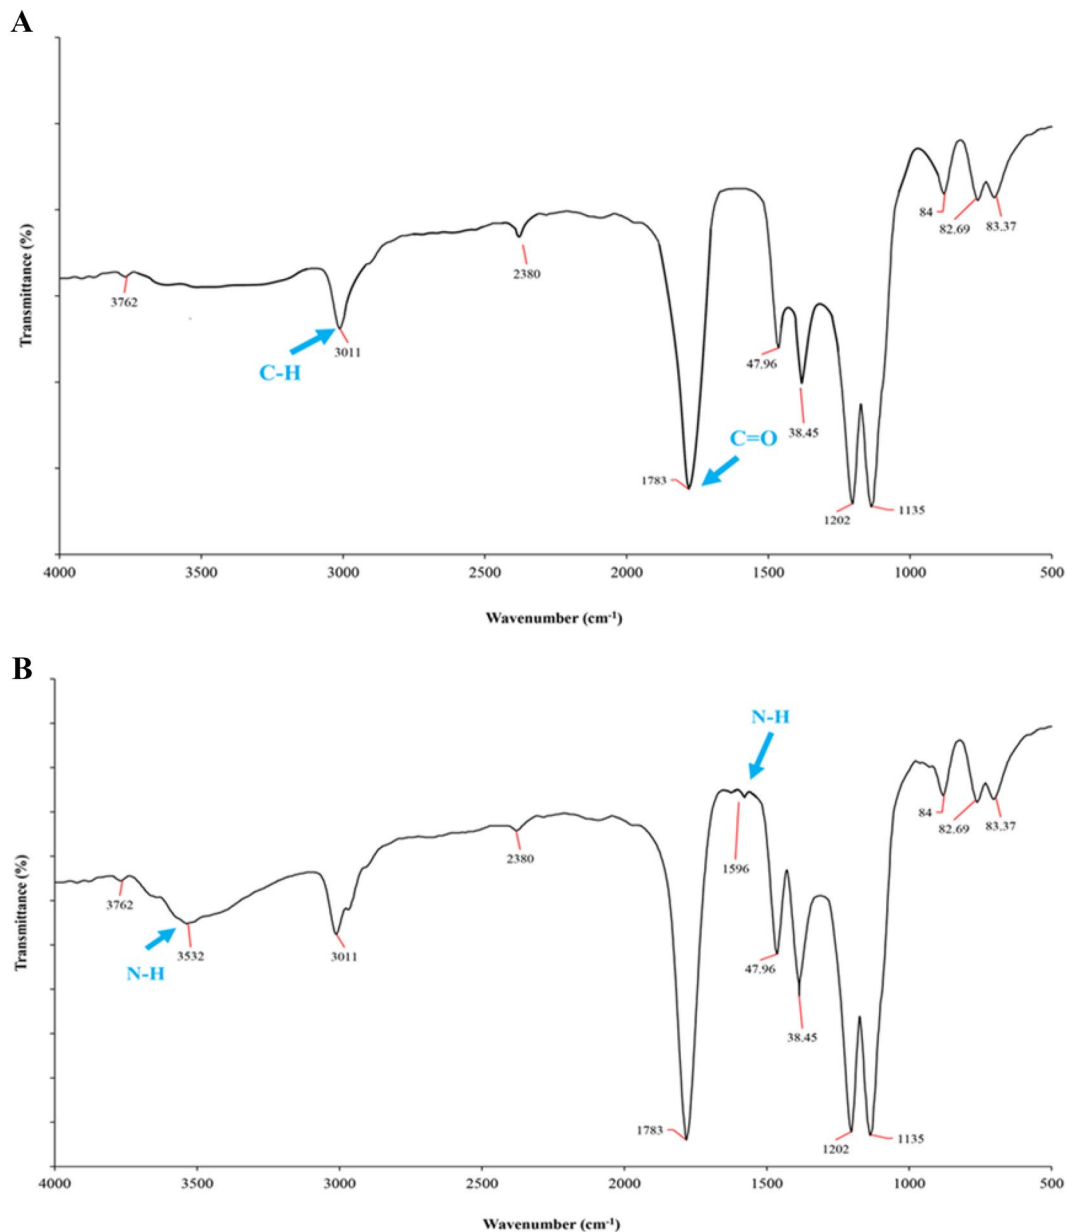 A
Transmittance (%)
3762
2380
3011
C-H
C=O
1783
47.96
38.45
1202
1135
84
82.69
83.37
4000 3500 3000 2500 2000 1500 1000 500
Wavenumber (cm-1)
B
Transmittance (%)
N-H
3762
3532
N-H
3011
2380
1596
1783
47.96
38.45
1202
1135
84
82.69
83.37
4000 3500 3000 2500 2000 1500 1000 500
Wavenumber (cm-1)